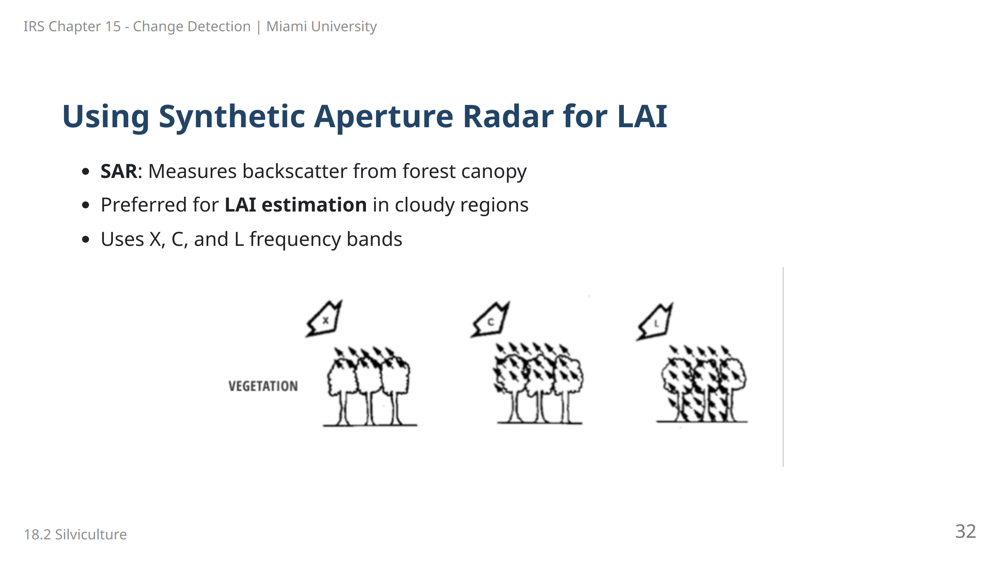 IRS Chapter 15 - Change Detection | Miami University
Using Synthetic Aperture Radar for LAI
• SAR: Measures backscatter from forest canopy
• Preferred for LAI estimation in cloudy regions
• Uses X, C, and L frequency bands
X
C
L
VEGETATION
18.2 Silviculture
32